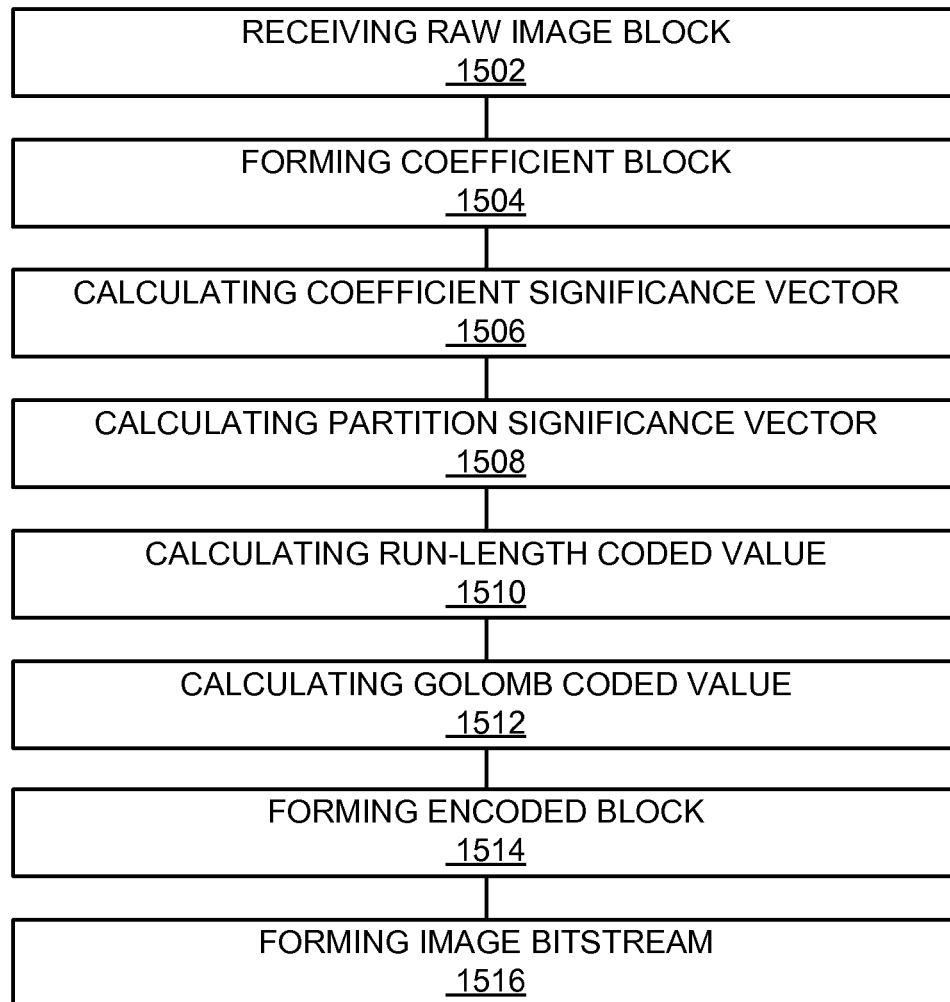 RECEIVING RAW IMAGE BLOCK
1502
FORMING COEFFICIENT BLOCK
1504
CALCULATING COEFFICIENT SIGNIFICANCE VECTOR
1506
CALCULATING PARTITION SIGNIFICANCE VECTOR
1508
CALCULATING RUN-LENGTH CODED VALUE
1510
CALCULATING GOLOMB CODED VALUE
1512
FORMING ENCODED BLOCK
1514
FORMING IMAGE BITSTREAM
1516